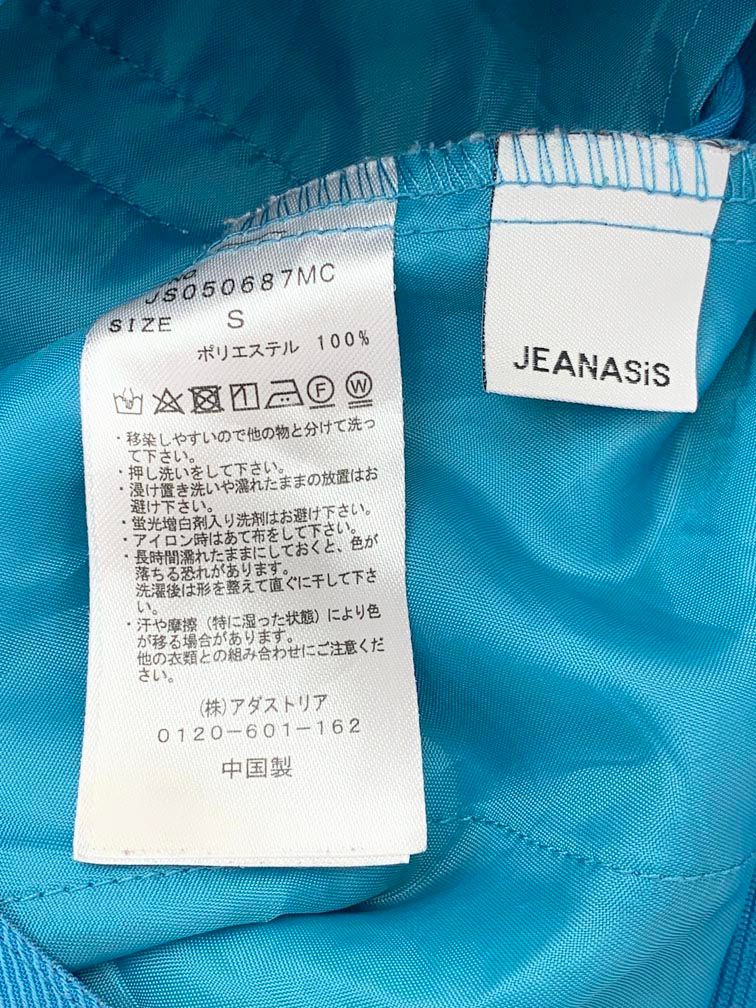 NO
JS050687MC
SIZE S
ポリエステル 100%
F W
・移染しやすいので他の物と分けて洗っ
て下さい。
・押し洗いをして下さい。
・浸け置き洗いや濡れたままの放置はお
避け下さい。
・蛍光増白剤入り洗剤はお避け下さい。
・アイロン時はあて布をして下さい。
・長時間濡れたままにしておくと、色が
落ちる恐れがあります。
洗濯後は形を整えて直ぐに干して下さ
い。
・汗や摩擦（特に湿った状態）により色
が移る場合があります。
他の衣類との組み合わせにご注意くだ
さい。
(株)アダストリア
0120-601-162
中国製
JEANASiS